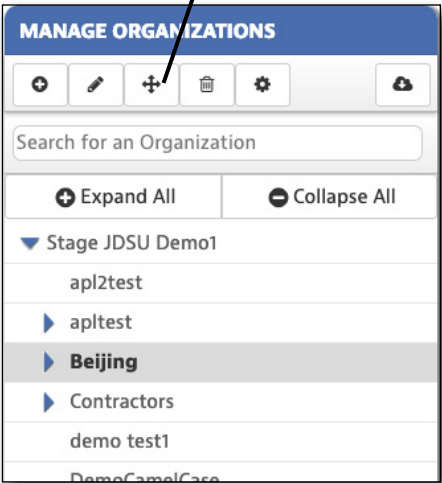 MANAGE ORGANIZATIONS
Search for an Organization
Expand All Collapse All
Stage JDSU Demo1
apl2test
apltest
Beijing
Contractors
demo test1
DemoCamelCase